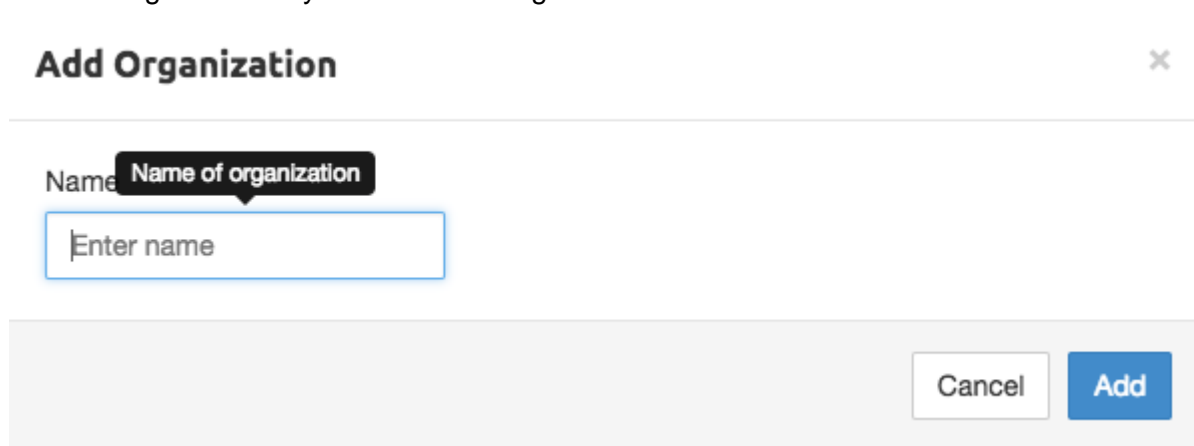 Add Organization ×
Name
Name of organization
Enter name
Cancel Add